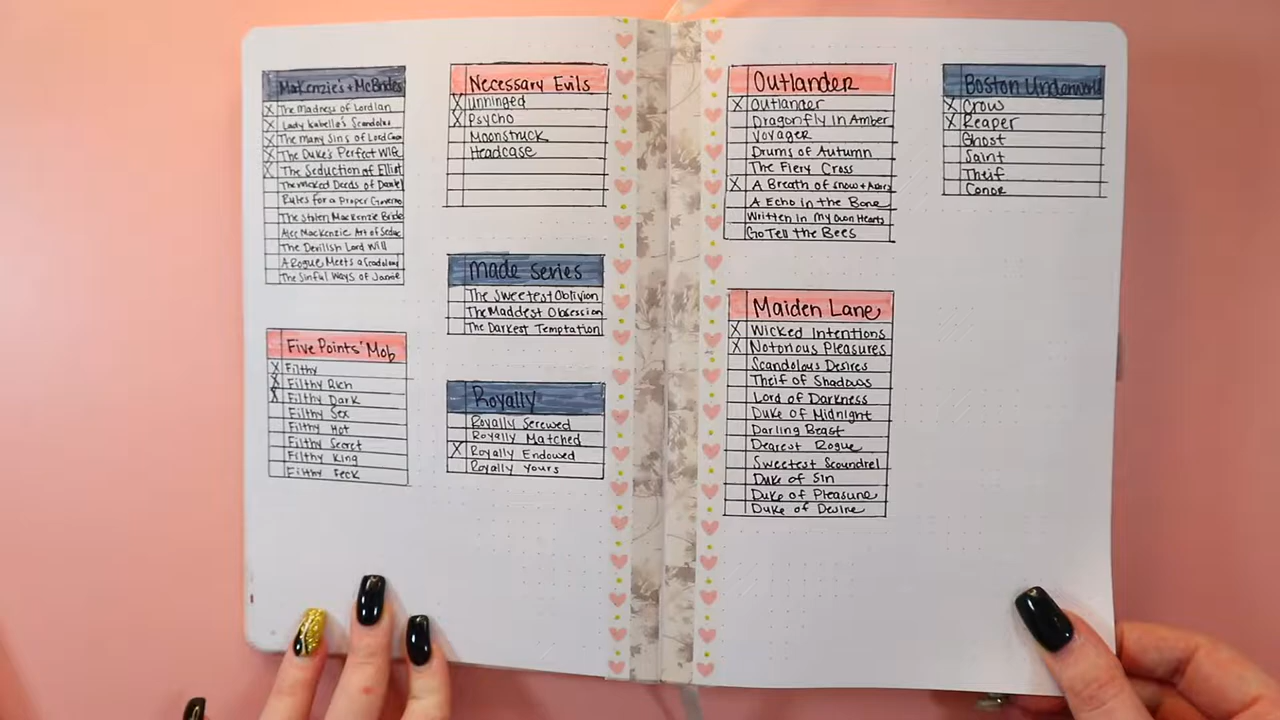 MacKenzie's + McBrides
X The Madness of Lord Ian
X Lady Isabella's Scandalous
X The Many Sins of Lord Cam
X The Duke's Perfect Wife
X The Seduction of Elliot
The Wicked Deeds of Daniel
Rules for a Proper Governe
The Stolen MacKenzie Bride
Alec MacKenzie Art of Seduc
The Devilish Lord Will
A Rogue Meets a Scandalous
The Sinful Ways of Jamie
Five Points' Mob
X Filthy
X Filthy Rich
X Filthy Dark
Filthy Sex
Filthy Hot
Filthy Secret
Filthy King
Filthy Feck
Necessary Evils
X Unhinged
X Psycho
Moonstruck
Headcase
Made Series
The Sweetest Oblivion
The Maddest Obsession
The Darkest Temptation
Royally
Royally Screwed
Royally Matched
X Royally Endowed
Royally Yours
Outlander
X Outlander
Dragonfly in Amber
Voyager
Drums of Autumn
The Fiery Cross
X A Breath of Snow + Ashes
A Echo in the Bone
Written in My Own Hearts
Go Tell the Bees
Maiden Lane
X Wicked Intentions
X Notorious Pleasures
Scandolous Desires
Theif of Shadows
Lord of Darkness
Duke of Midnight
Darling Beast
Dearest Rogue
Sweetest Scoundrel
Duke of Sin
Duke of Pleasure
Duke of Desire
Boston Underworld
X Crow
X Reaper
Ghost
Saint
Theif
Conor